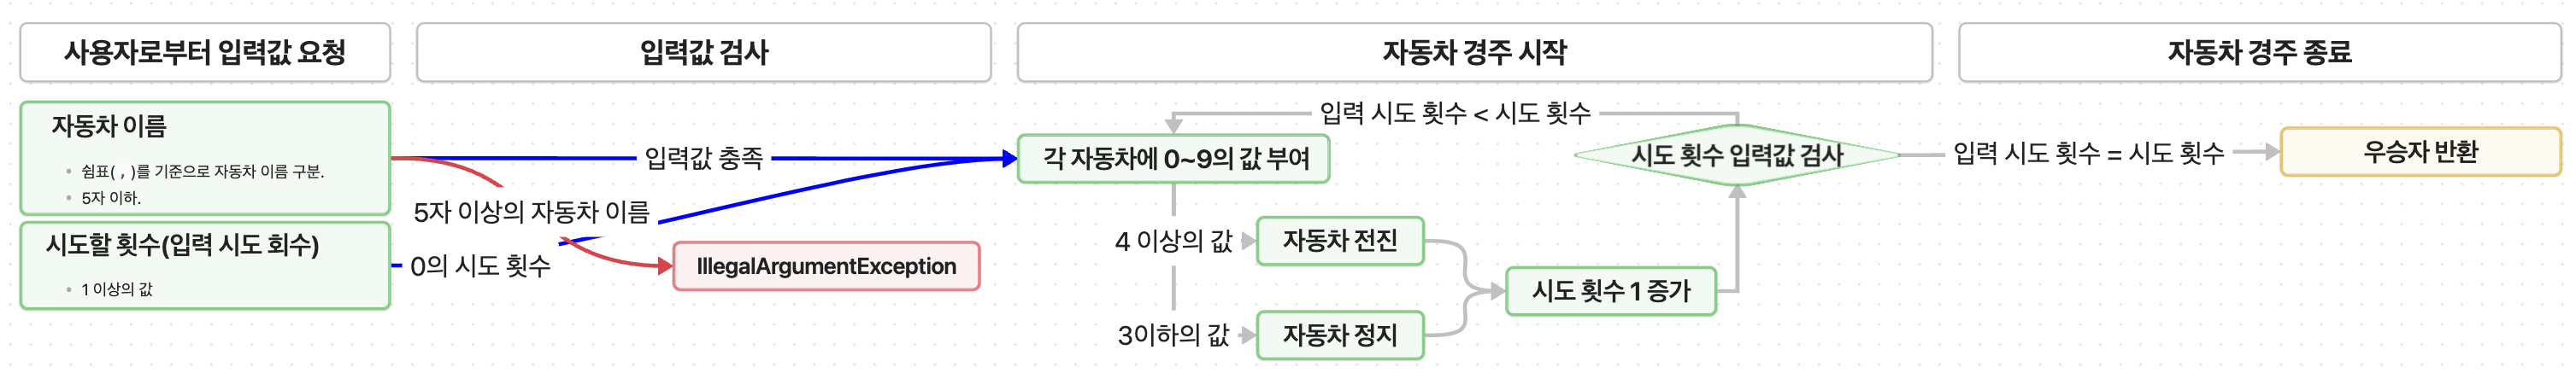 사용자로부터 입력값 요청
입력값 검사
자동차 경주 시작
자동차 경주 종료
자동차 이름
쉼표( , )를 기준으로 자동차 이름 구분.
5자 이하.
시도할 횟수(입력 시도 회수)
1 이상의 값
입력값 충족
5자 이상의 자동차 이름
0의 시도 횟수
IllegalArgumentException
입력 시도 횟수 < 시도 횟수
각 자동차에 0~9의 값 부여
4 이상의 값
자동차 전진
3이하의 값
자동차 정지
시도 횟수 1 증가
시도 횟수 입력값 검사
입력 시도 횟수 = 시도 횟수
우승자 반환